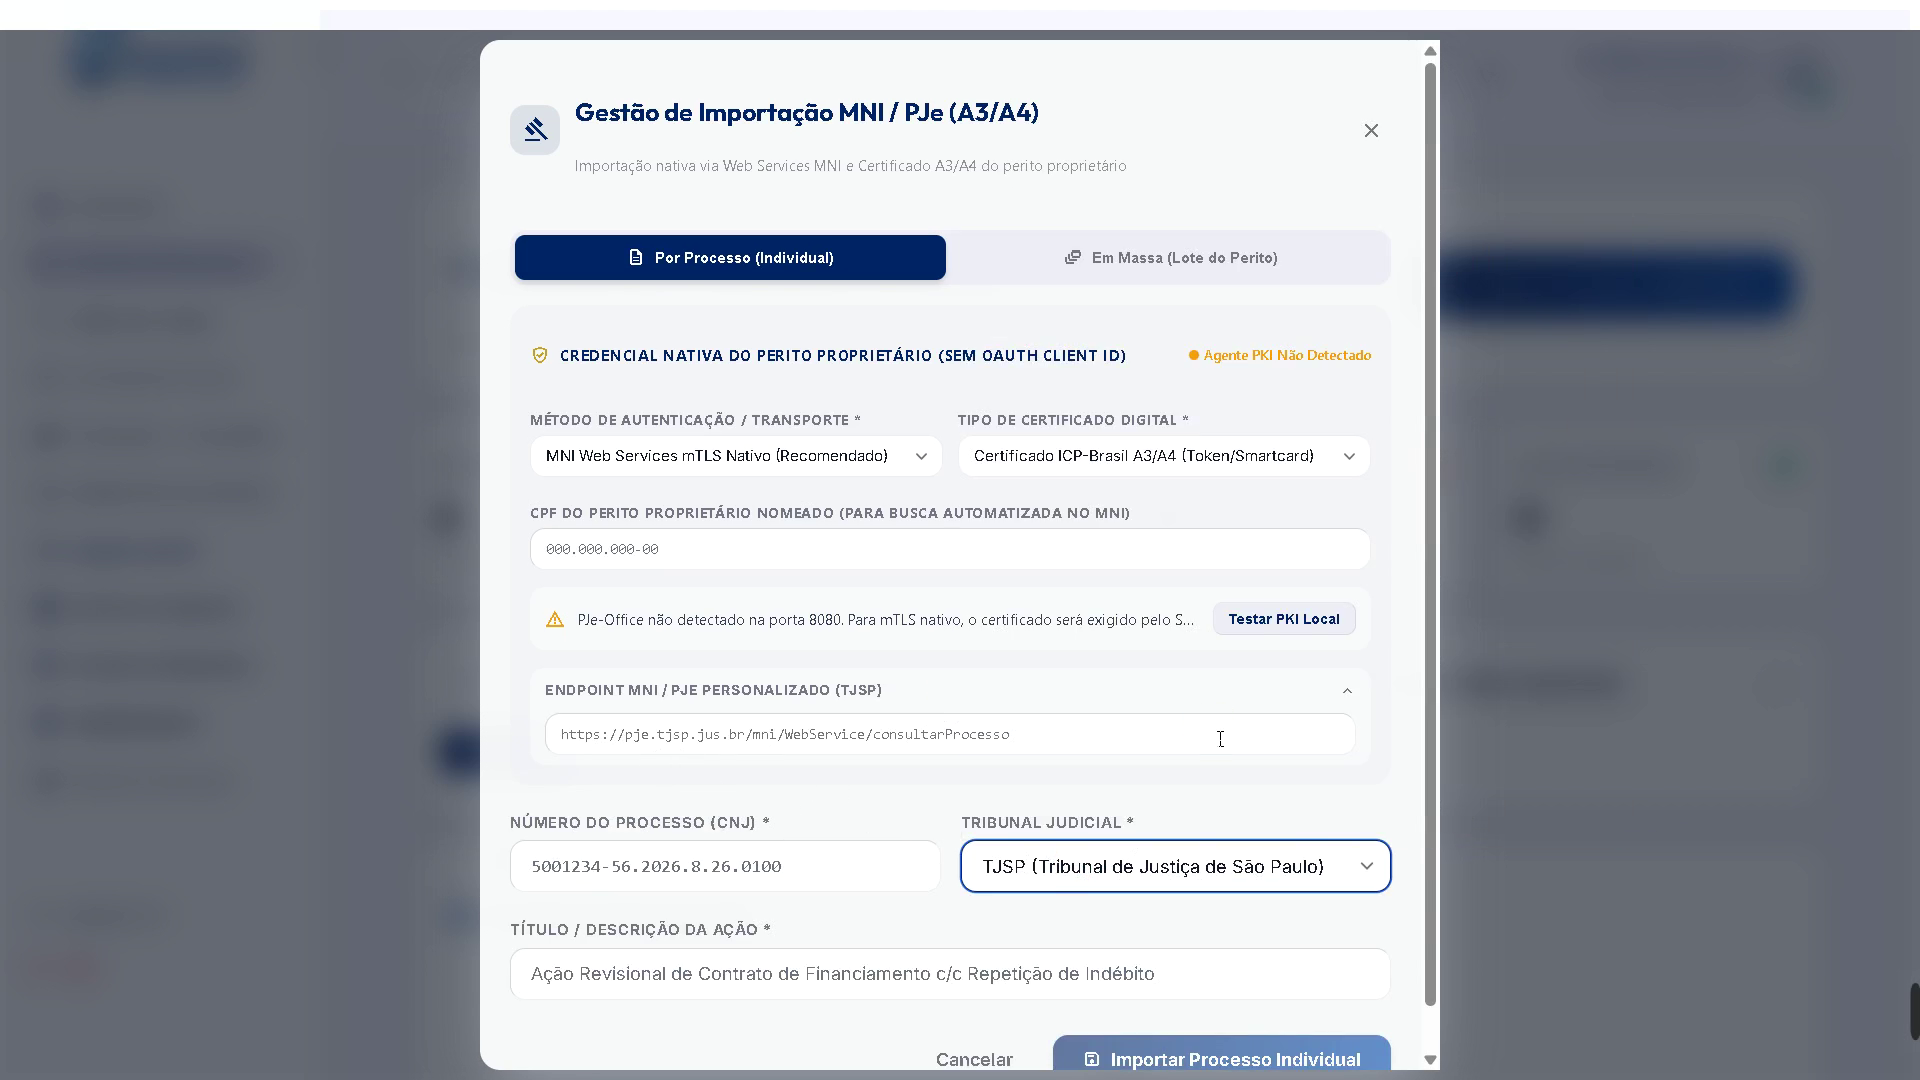 Gestão de Importação MNI / PJe (A3/A4)
Importação nativa via Web Services MNI e Certificado A3/A4 do perito proprietário
Por Processo (Individual)
Em Massa (Lote do Perito)
CREDENCIAL NATIVA DO PERITO PROPRIETÁRIO (SEM OAUTH CLIENT ID)
Agente PKI Não Detectado
MÉTODO DE AUTENTICAÇÃO / TRANSPORTE *
TIPO DE CERTIFICADO DIGITAL *
MNI Web Services mTLS Nativo (Recomendado)
Certificado ICP-Brasil A3/A4 (Token/Smartcard)
CPF DO PERITO PROPRIETÁRIO NOMEADO (PARA BUSCA AUTOMATIZADA NO MNI)
000.000.000-00
PJe-Office não detectado na porta 8080. Para mTLS nativo, o certificado será exigido pelo S...
Testar PKI Local
ENDPOINT MNI / PJE PERSONALIZADO (TJSP)
https://pje.tjsp.jus.br/mni/WebService/consultarProcesso
NÚMERO DO PROCESSO (CNJ) *
TRIBUNAL JUDICIAL *
5001234-56.2026.8.26.0100
TJSP (Tribunal de Justiça de São Paulo)
TÍTULO / DESCRIÇÃO DA AÇÃO *
Ação Revisional de Contrato de Financiamento c/c Repetição de Indébito
Cancelar
Importar Processo Individual